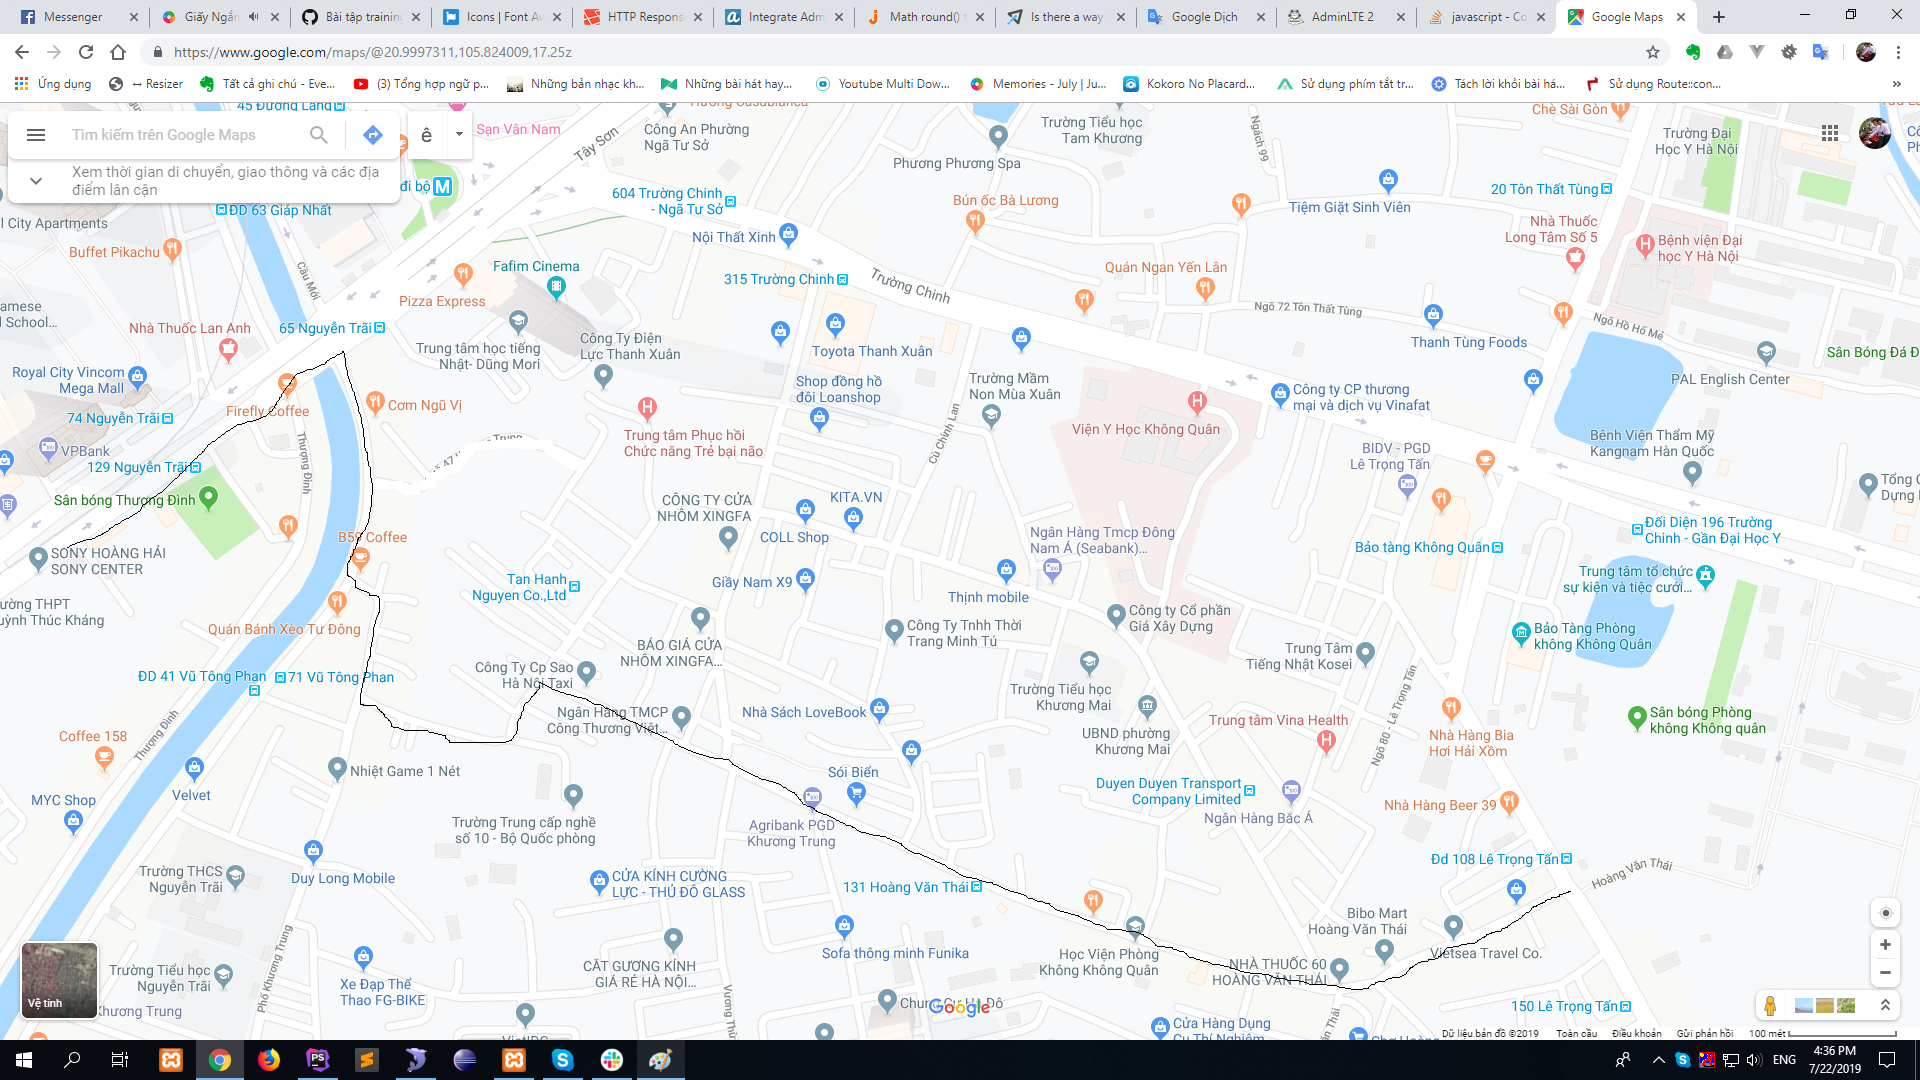 Messenger
Giấy Ngắn
Bài tập training
Icons | Font Aw
HTTP Respons
Integrate Adm
Math round() t
Is there a way
Google Dịch
AdminLTE 2
javascript - Co
Google Maps
https://www.google.com/maps/@20.9997311,105.824009,17.25z
Ứng dụng
↔ Resizer
Tất cả ghi chú - Eve...
(3) Tổng hợp ngữ p...
Những bản nhạc kh...
Những bài hát hay...
Youtube Multi Dow...
Memories - July | Ju...
Kokoro No Placard...
Sử dụng phím tắt tr...
Tách lời khỏi bài há...
Sử dụng Route::con...
»
45 Đường Láng
Tìm kiếm trên Google Maps
ê
Xem thời gian di chuyển, giao thông và các địa
điểm lân cận
Sạn Vân Nam
Công An Phường
Ngã Tư Sở
Tây Sơn
Phương Phương Spa
Trường Tiểu học
Tam Khương
Ngách 99
Chè Sài Gòn
Trường Đại
Học Y Hà Nội
đi bộ
ĐD 63 Giáp Nhất
City Apartments
Buffet Pikachu
Cầu Mới
604 Trường Chinh
- Ngã Tư Sở
Bún ốc Bà Lương
Tiệm Giặt Sinh Viên
20 Tôn Thất Tùng
Nhà Thuốc
Long Tâm Số 5
Bệnh viện Đại
học Y Hà Nội
Nội Thất Xinh
Fafim Cinema
315 Trường Chinh
Trường Chinh
Quán Ngan Yến Lân
Pizza Express
Ngõ 72 Tôn Thất Tùng
Ngõ Hồ Hố Mẻ
School...
Nhà Thuốc Lan Anh
65 Nguyễn Trãi
Trung tâm học tiếng
Nhật- Dũng Mori
Công Ty Điện
Lực Thanh Xuân
Toyota Thanh Xuân
Thanh Tùng Foods
Sân Bóng Đá Đ
PAL English Center
Royal City Vincom
Mega Mall
Shop đồng hồ
đôi Loanshop
Trường Mầm
Non Mùa Xuân
Công ty CP thương
mại và dịch vụ Vinafat
Firefly Coffee
Cơm Ngũ Vị
74 Nguyễn Trãi
VPBank
Thượng Đình
Trung tâm Phục hồi
Chức năng Trẻ bại não
Cù Chính Lan
Viện Y Học Không Quân
BIDV - PGD
Lê Trọng Tấn
Bệnh Viện Thẩm Mỹ
Kangnam Hàn Quốc
129 Nguyễn Trãi
Sân bóng Thượng Đình
CÔNG TY CỬA
NHÔM XINGFA
KITA.VN
COLL Shop
Tổng C
Dựng
B59 Coffee
SONY HOÀNG HẢI
SONY CENTER
Ngân Hàng Tmcp Đông
Nam Á (Seabank)...
Bảo tàng Không Quân
Đối Diện 196 Trường
Chinh - Gần Đại Học Y
Tan Hanh
Nguyen Co.,Ltd
Giầy Nam X9
Thịnh mobile
Trung tâm tổ chức
sự kiện và tiệc cưới...
ường THPT
uỳnh Thúc Kháng
Quán Bánh Xèo Tư Đông
Công Ty Tnhh Thời
Trang Minh Tú
Công ty Cổ phần
Giá Xây Dựng
Bảo Tàng Phòng
không Không Quân
BÁO GIÁ CỬA
NHÔM XINGFA...
Trung Tâm
Tiếng Nhật Kosei
ĐD 41 Vũ Tông Phan
71 Vũ Tông Phan
Công Ty Cp Sao
Hà Nội Taxi
Trường Tiểu học
Khương Mai
Ngõ 80 - Lê Trọng Tấn
Ngân Hàng TMCP
Công Thương Việt...
Nhà Sách LoveBook
Trung tâm Vina Health
Sân bóng Phòng
không Không quân
Thượng Đình
UBND phường
Khương Mai
Nhà Hàng Bia
Hơi Hải Xồm
Coffee 158
Nhiệt Game 1 Nét
Sói Biển
Velvet
MYC Shop
Duyen Duyen Transport
Company Limited
Ngân Hàng Bắc Á
Nhà Hàng Beer 39
Trường Trung cấp nghề
số 10 - Bộ Quốc phòng
Agribank PGD
Khương Trung
Trường THCS
Nguyễn Trãi
Duy Long Mobile
CỬA KÍNH CƯỜNG
LỰC - THỦ ĐÔ GLASS
131 Hoàng Văn Thái
Đd 108 Lê Trọng Tấn
Hoàng Văn Thái
Bibo Mart
Hoàng Văn Thái
Phố Khương Trung
Sofa thông minh Funika
Học Viện Phòng
Không Không Quân
Vietsea Travel Co.
Trường Tiểu học
Nguyễn Trãi
CẮT GƯƠNG KÍNH
GIÁ RẺ HÀ NỘI...
NHÀ THUỐC 60
HOÀNG VĂN THÁI
Xe Đạp Thể
Thao FG-BIKE
Vệ tinh
Khương Trung
Google
150 Lê Trọng Tấn
Cửa Hàng Dụng
Cụ Thí Nghiệm
Dữ liệu bản đồ ©2019
Toàn cầu
Điều khoản
Gửi phản hồi
100 mét
ENG
4:36 PM
7/22/2019